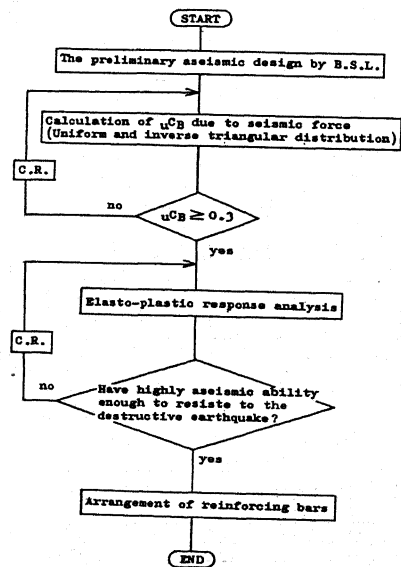 START
The preliminary aseismic design by B.S.L.
Calculation of uCB due to seismic force
(Uniform and inverse triangular distribution)
C.R.
no
uCB ≥ 0.3
yes
Elasto-plastic response analysis
C.R.
no
Have highly aseismic ability
enough to resiste to the
destructive earthquake?
yes
Arrangement of reinforcing bars
END